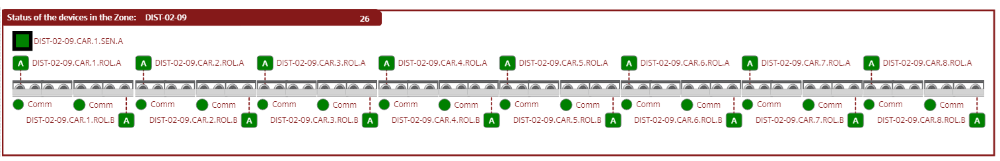 Status of the devices in the Zone: DIST-02-09 26
DIST-02-09.CAR.1.SEN.A
A DIST-02-09.CAR.1.ROL.A A DIST-02-09.CAR.2.ROL.A A DIST-02-09.CAR.3.ROL.A A DIST-02-09.CAR.4.ROL.A A DIST-02-09.CAR.5.ROL.A A DIST-02-09.CAR.6.ROL.A A DIST-02-09.CAR.7.ROL.A A DIST-02-09.CAR.8.ROL.A
Comm Comm Comm Comm Comm Comm Comm Comm Comm Comm Comm Comm Comm Comm Comm Comm
DIST-02-09.CAR.1.ROL.B A DIST-02-09.CAR.2.ROL.B A DIST-02-09.CAR.3.ROL.B A DIST-02-09.CAR.4.ROL.B A DIST-02-09.CAR.5.ROL.B A DIST-02-09.CAR.6.ROL.B A DIST-02-09.CAR.7.ROL.B A DIST-02-09.CAR.8.ROL.B A